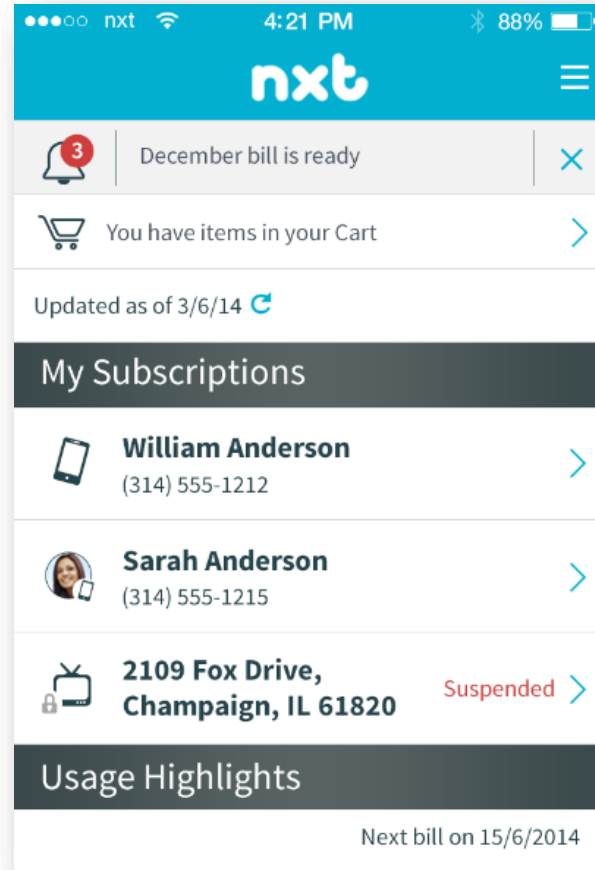 nxt 4:21 PM 88%
nxt
3 December bill is ready
You have items in your Cart
Updated as of 3/6/14
My Subscriptions
William Anderson
(314) 555-1212
Sarah Anderson
(314) 555-1215
2109 Fox Drive,
Champaign, IL 61820
Suspended
Usage Highlights
Next bill on 15/6/2014